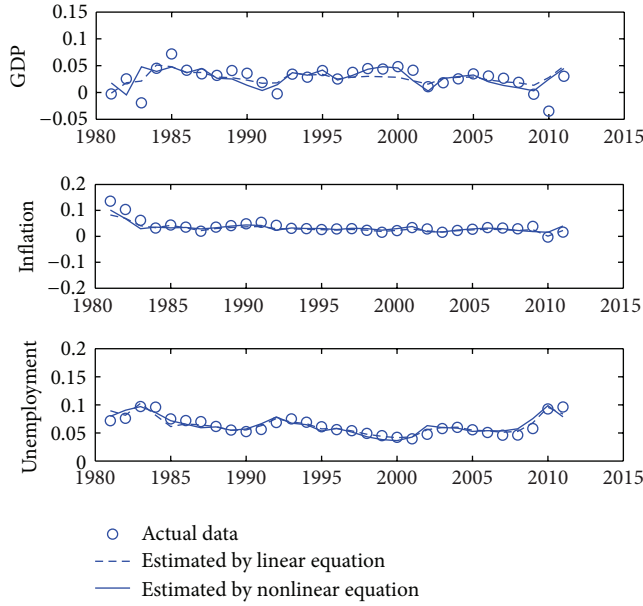 0.15
0.1
0.05
0
−0.05
GDP
1980 1985 1990 1995 2000 2005 2010 2015
0.2
0.1
0
−0.1
−0.2
Inflation
1980 1985 1990 1995 2000 2005 2010 2015
0.2
0.15
0.1
0.05
0
Unemployment
1980 1985 1990 1995 2000 2005 2010 2015
Actual data
Estimated by linear equation
Estimated by nonlinear equation